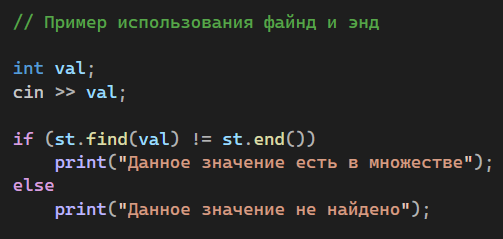 // Пример использования файнд и энд
int val;
cin >> val;
if (st.find(val) != st.end())
print("Данное значение есть в множестве");
else
print("Данное значение не найдено");